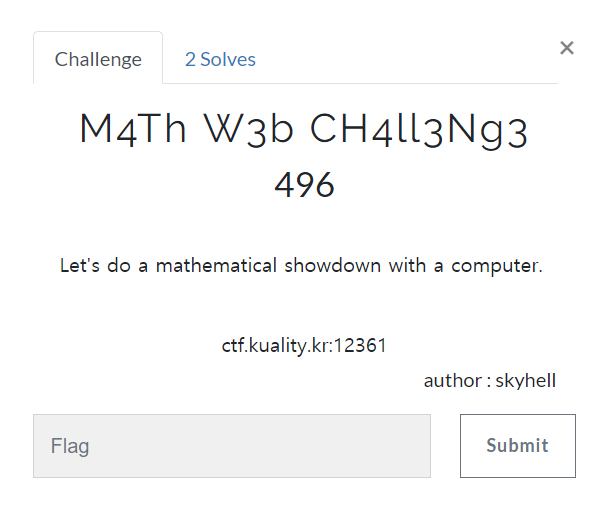 Challenge
2 Solves
×
M4Th W3b CH4ll3Ng3
496
Let's do a mathematical showdown with a computer.
ctf.kuality.kr:12361
author : skyhell
Flag
Submit